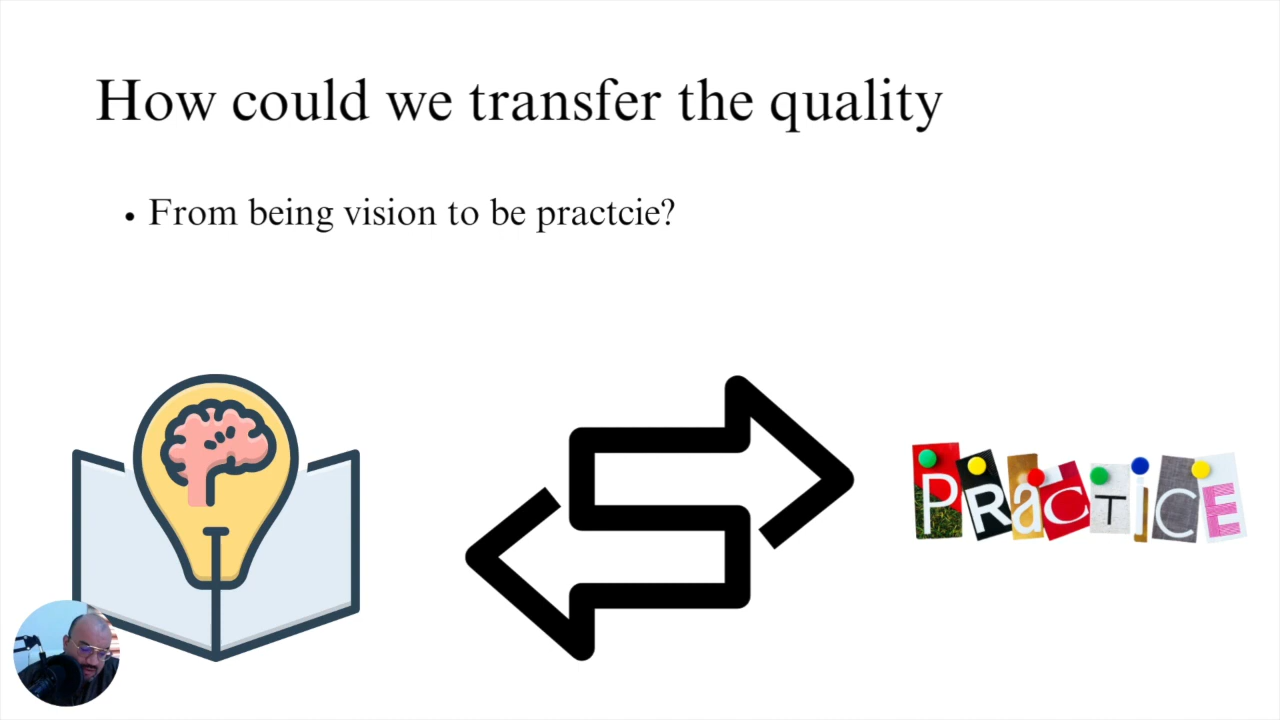 How could we transfer the quality
• From being vision to be practcie?
PRacTiCE